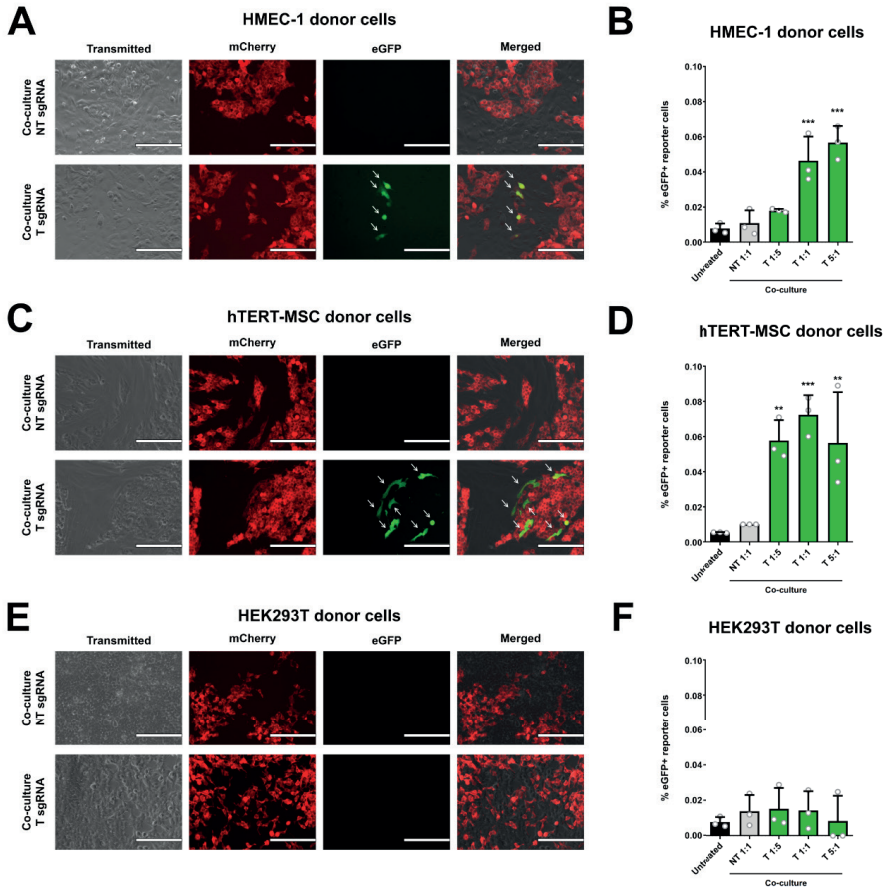 A
HMEC-1 donor cells
Transmitted
mCherry
eGFP
Merged
Co-culture
NT sgRNA
Co-culture
T sgRNA
B
HMEC-1 donor cells
% eGFP+ reporter cells
0.10
0.08
0.06
0.04
0.02
0.00
***
***
Untreated
NT 1:1
T 1:5
T 1:1
T 5:1
Co-culture
C
hTERT-MSC donor cells
Transmitted
mCherry
eGFP
Merged
Co-culture
NT sgRNA
Co-culture
T sgRNA
D
hTERT-MSC donor cells
% eGFP+ reporter cells
0.10
0.08
0.06
0.04
0.02
0.00
**
***
**
Untreated
NT 1:1
T 1:5
T 1:1
T 5:1
Co-culture
E
HEK293T donor cells
Transmitted
mCherry
eGFP
Merged
Co-culture
NT sgRNA
Co-culture
T sgRNA
F
HEK293T donor cells
% eGFP+ reporter cells
0.10
0.08
0.06
0.04
0.02
0.00
Untreated
NT 1:1
T 1:5
T 1:1
T 5:1
Co-culture